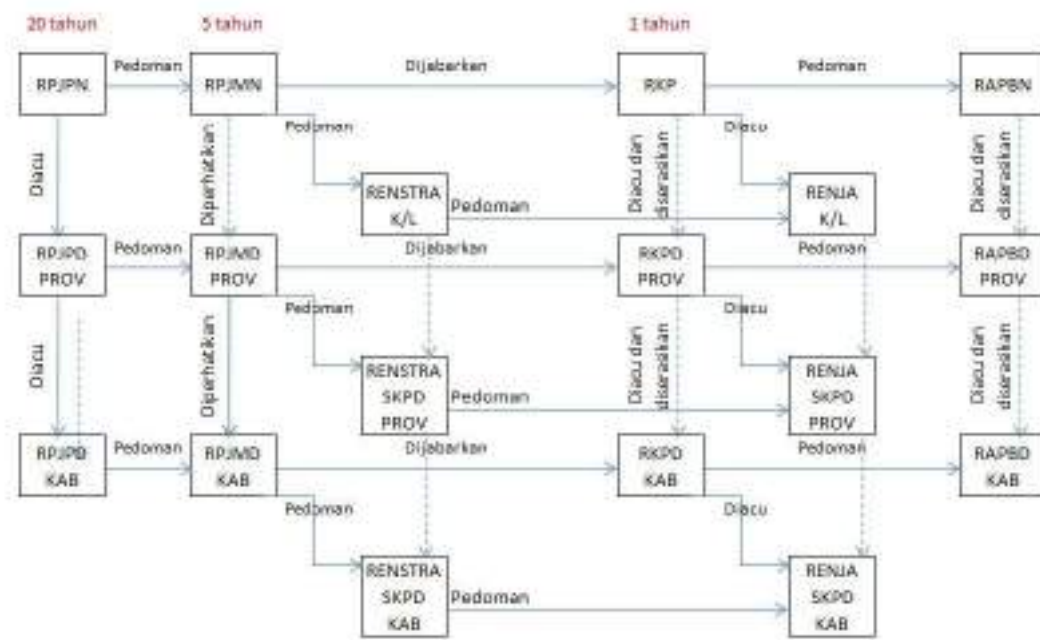 20 tahun
5 tahun
1 tahun
RPJPN
Pedoman
RPJMN
Dijabarkan
RKP
Pedoman
RAPBN
Diacu
Diperhatikan
Pedoman
Diacu dan
diserasikan
Diacu
Diacu dan
diserasikan
RENSTRA
K/L
Pedoman
RENJA
K/L
RPJPD
PROV
Pedoman
RPJMD
PROV
Dijabarkan
RKPD
PROV
Pedoman
RAPBD
PROV
Diacu
Diperhatikan
Pedoman
Diacu dan
diserasikan
Diacu
Diacu dan
diserasikan
RENSTRA
SKPD
PROV
Pedoman
RENJA
SKPD
PROV
RPJPD
KAB
Pedoman
RPJMD
KAB
Dijabarkan
RKPD
KAB
Pedoman
RAPBD
KAB
Pedoman
Diacu
RENSTRA
SKPD
KAB
Pedoman
RENJA
SKPD
KAB